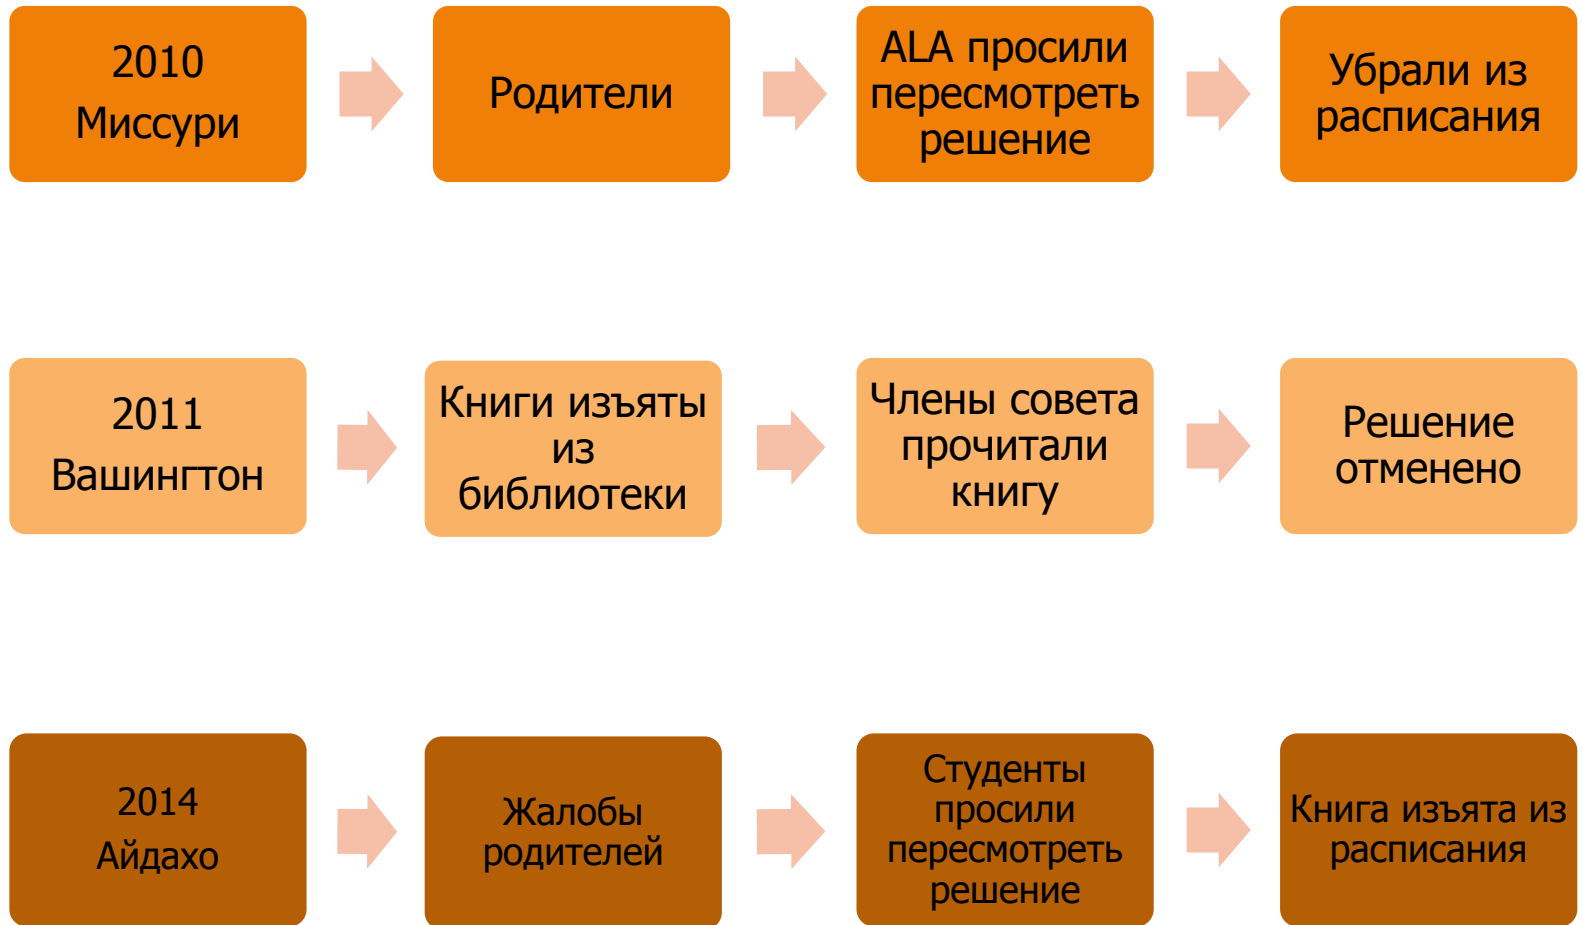 2010
Миссури
Родители
ALA просили
пересмотреть
решение
Убрали из
расписания
2011
Вашингтон
Книги изъяты
из
библиотеки
Члены совета
прочитали
книгу
Решение
отменено
2014
Айдахо
Жалобы
родителей
Студенты
просили
пересмотреть
решение
Книга изъята из
расписания